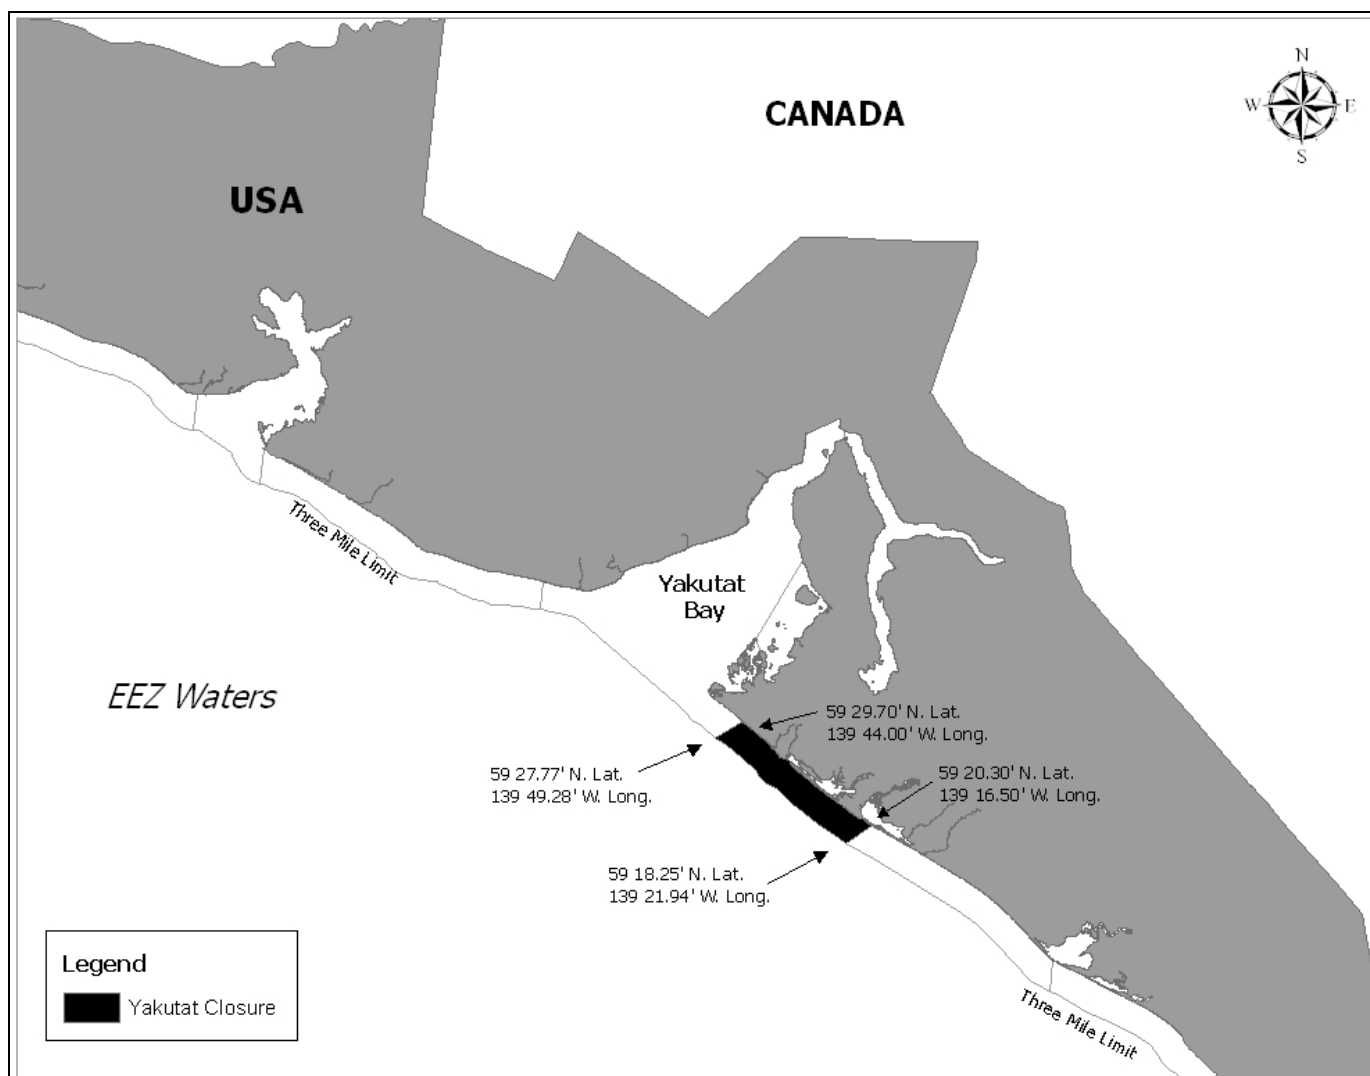 N
CANADA
W
E
S
USA
Three Mile Limit
Yakutat
Bay
EEZ Waters
59 29.70' N. Lat.
139 44.00' W. Long.
59 27.77' N. Lat.
139 49.28' W. Long.
59 20.30' N. Lat.
139 16.50' W. Long.
59 18.25' N. Lat.
139 21.94' W. Long.
Legend
Yakutat Closure
Three Mile Limit